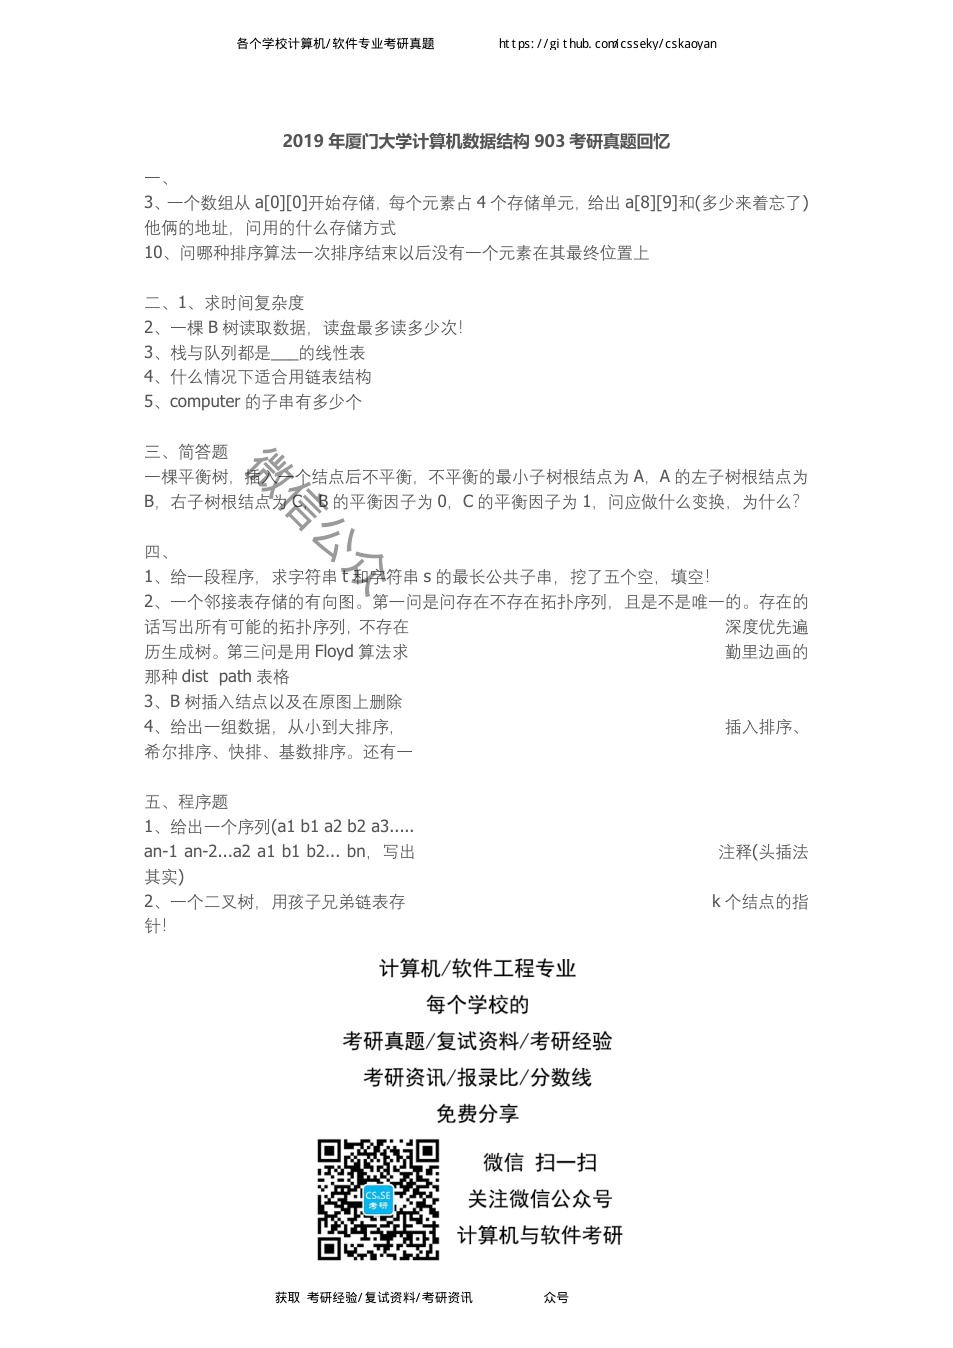 各个学校计算机/软件专业考研真题 https://github.com/csseky/cskaoyan
2019 年厦门大学计算机数据结构 903 考研真题回忆
一、
3、一个数组从 a[0][0]开始存储，每个元素占 4 个存储单元，给出 a[8][9]和(多少来着忘了)
他俩的地址，问用的什么存储方式
10、问哪种排序算法一次排序结束以后没有一个元素在其最终位置上
二、1、求时间复杂度
2、一棵 B 树读取数据，读盘最多读多少次！
3、栈与队列都是___的线性表
4、什么情况下适合用链表结构
5、computer 的子串有多少个
三、简答题
一棵平衡树，插入一个结点后不平衡，不平衡的最小子树根结点为 A，A 的左子树根结点为
B，右子树根结点为 C，B 的平衡因子为 0，C 的平衡因子为 1，问应做什么变换，为什么？
微信公众
四、
1、给一段程序，求字符串 t 和字符串 s 的最长公共子串，挖了五个空，填空！
2、一个邻接表存储的有向图。第一问是问存在不存在拓扑序列，且是不是唯一的。存在的
话写出所有可能的拓扑序列，不存在 深度优先遍
历生成树。第三问是用 Floyd 算法求 勤里边画的
那种 dist path 表格
3、B 树插入结点以及在原图上删除
4、给出一组数据，从小到大排序， 插入排序、
希尔排序、快排、基数排序。还有一
五、程序题
1、给出一个序列(a1 b1 a2 b2 a3.....
an-1 an-2...a2 a1 b1 b2... bn，写出 注释(头插法
其实)
2、一个二叉树，用孩子兄弟链表存 k 个结点的指
针！
计算机/软件工程专业
每个学校的
考研真题/复试资料/考研经验
考研资讯/报录比/分数线
免费分享
CSnSE
考研
微信 扫一扫
关注微信公众号
计算机与软件考研
获取 考研经验/复试资料/考研资讯 众号